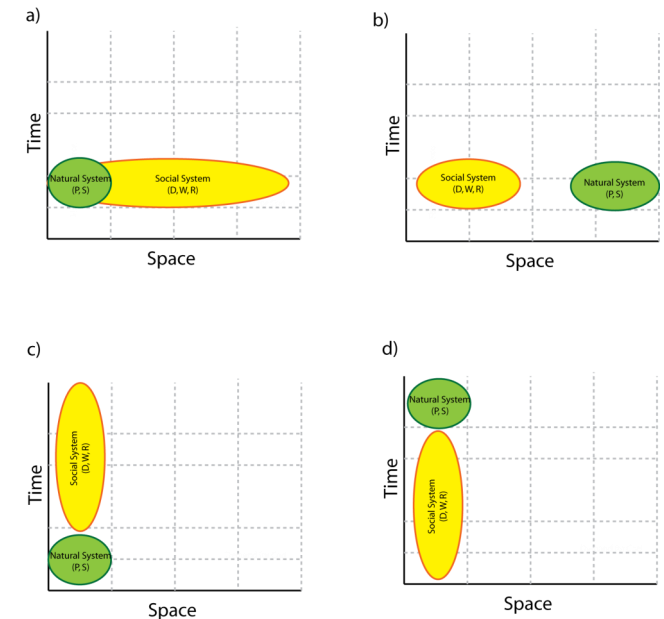 a)
Time
Natural System
(P, S)
Social System
(D, W, R)
Space
b)
Time
Social System
(D, W, R)
Natural System
(P, S)
Space
c)
Time
Social System
(D, W, R)
Natural System
(P, S)
Space
d)
Time
Natural System
(P, S)
Social System
(D, W, R)
Space